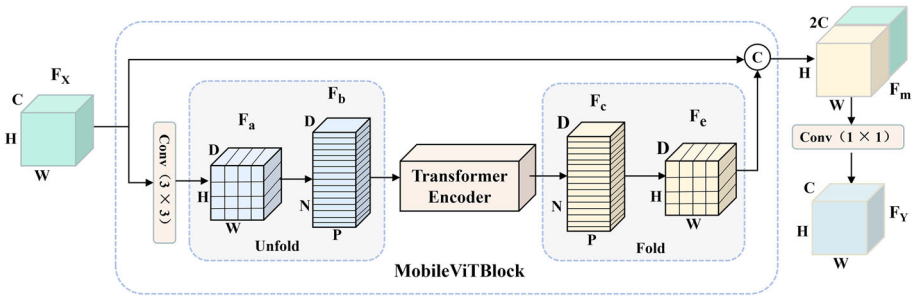 F_X
C
H
W
Conv（3 × 3）
F_a
D
H
W
F_b
D
N
P
Unfold
Transformer
Encoder
F_c
D
N
P
F_e
D
H
W
Fold
MobileViTBlock
C
2C
H
W
F_m
Conv（1 × 1）
C
H
W
F_Y